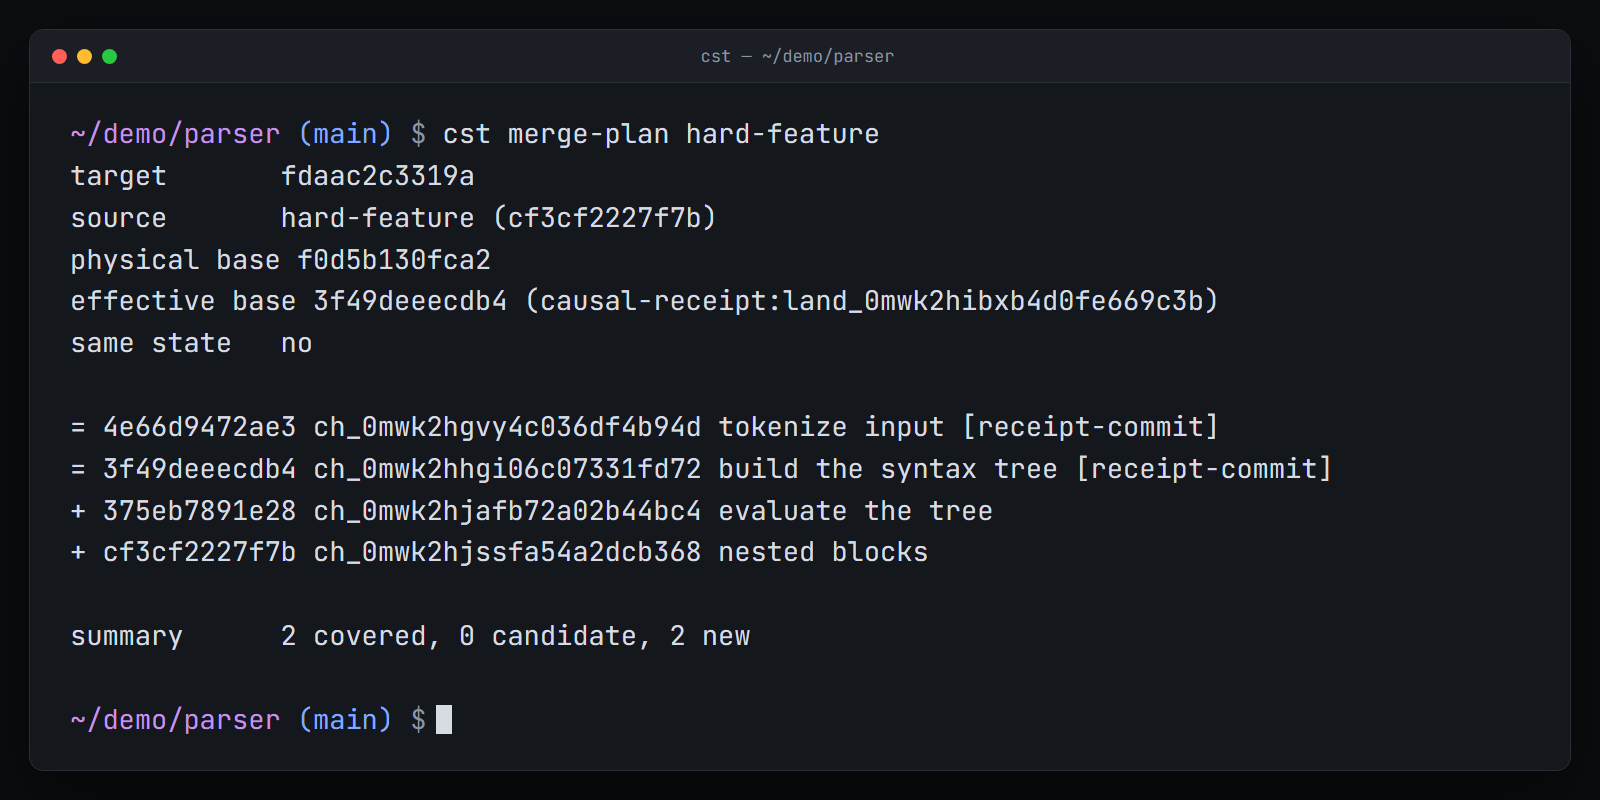 cst — ~/demo/parser
~/demo/parser (main) $ cst merge-plan hard-feature
target       fdaac2c3319a
source       hard-feature (cf3cf2227f7b)
physical base f0d5b130fca2
effective base 3f49deeecdb4 (causal-receipt:land_0mwk2hibxb4d0fe669c3b)
same state   no
= 4e66d9472ae3 ch_0mwk2hgvy4c036df4b94d tokenize input [receipt-commit]
= 3f49deeecdb4 ch_0mwk2hhgi06c07331fd72 build the syntax tree [receipt-commit]
+ 375eb7891e28 ch_0mwk2hjafb72a02b44bc4 evaluate the tree
+ cf3cf2227f7b ch_0mwk2hjssfa54a2dcb368 nested blocks
summary      2 covered, 0 candidate, 2 new
~/demo/parser (main) $